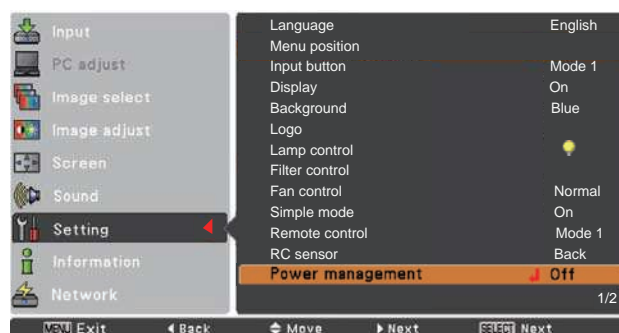 Input
PC adjust
Image select
Image adjust
Screen
Sound
Setting
Information
Network
Language English
Menu position
Input button Mode 1
Display On
Background Blue
Logo
Lamp control
Filter control
Fan control Normal
Simple mode On
Remote control Mode 1
RC sensor Back
Power management Off
1/2
MENU Exit Back Move Next SELECT Next